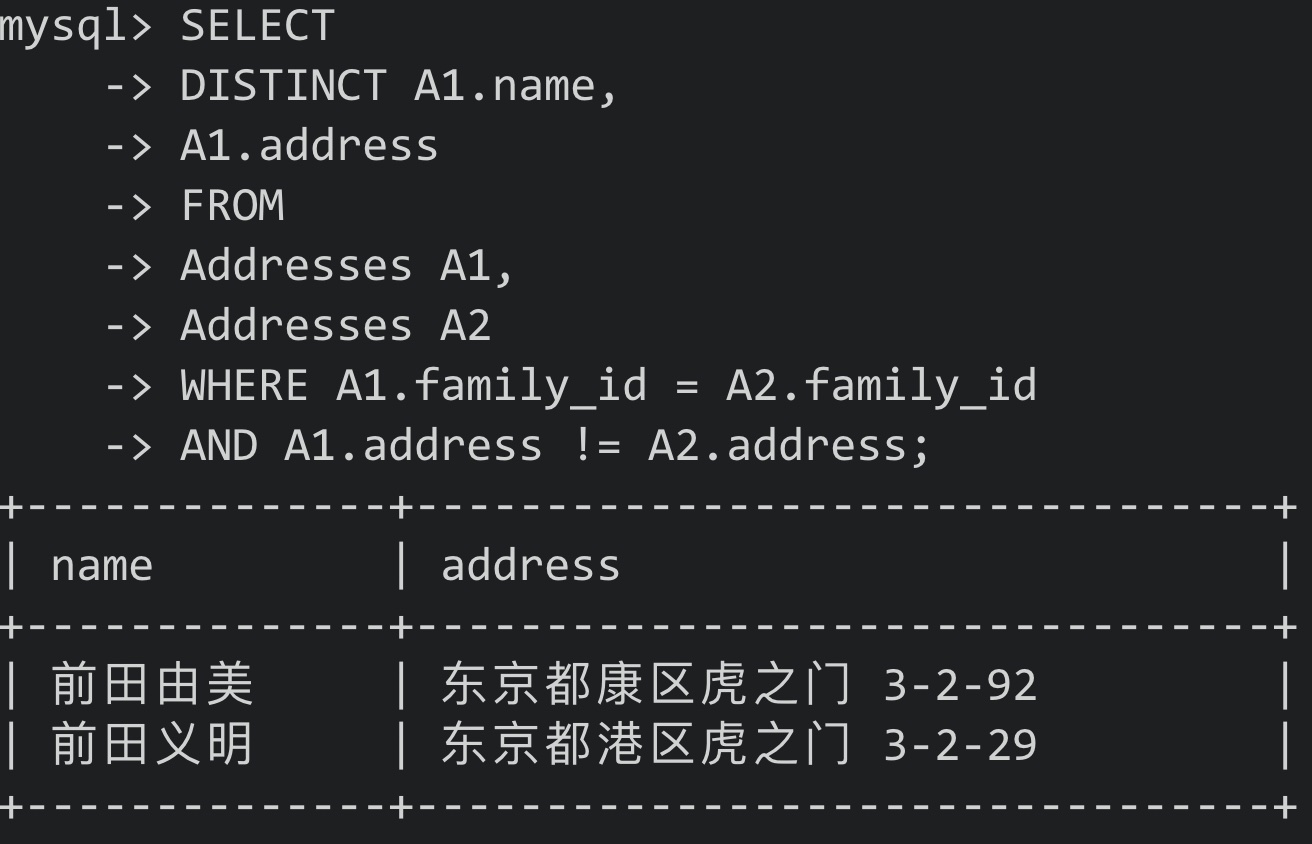 mysql> SELECT
    -> DISTINCT A1.name,
    -> A1.address
    -> FROM
    -> Addresses A1,
    -> Addresses A2
    -> WHERE A1.family_id = A2.family_id
    -> AND A1.address != A2.address;
+--------------+---------------------------------+
| name         | address                         |
+--------------+---------------------------------+
| 前田由美     | 东京都康区虎之门 3-2-92         |
| 前田义明     | 东京都港区虎之门 3-2-29         |
+--------------+---------------------------------+